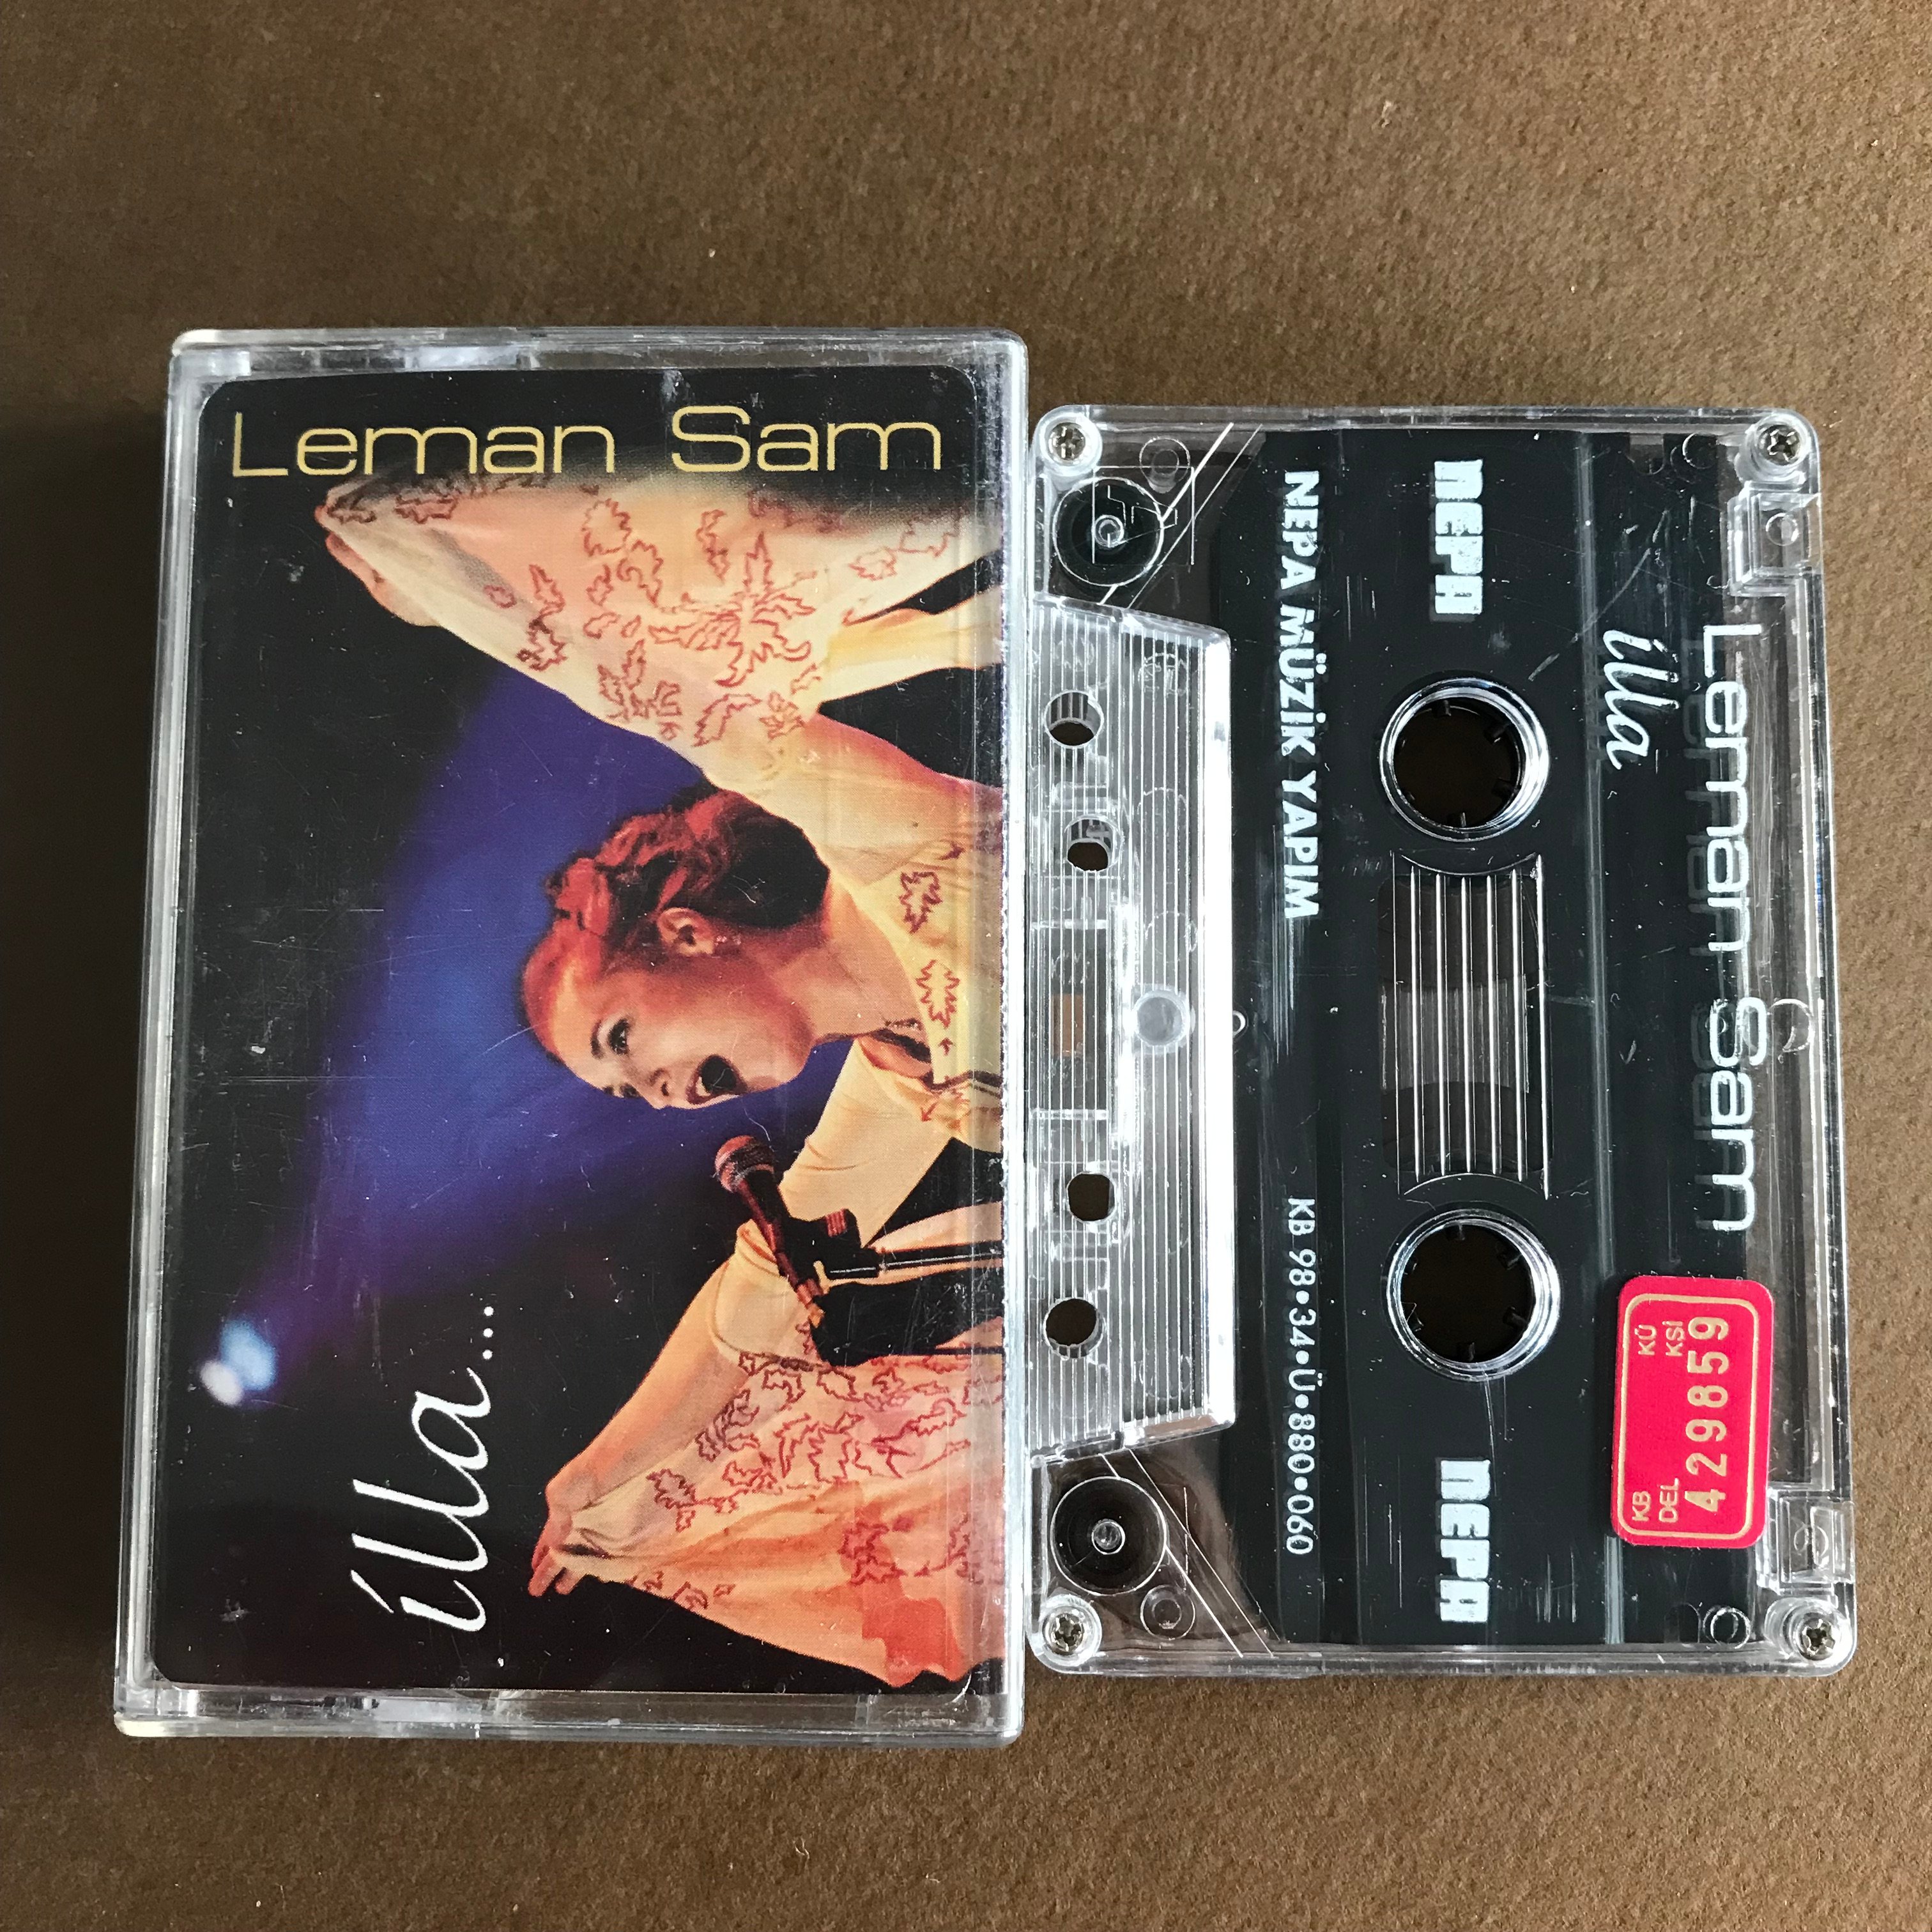 Leman Sam
illa...
Leman Sam
illa
NEPA
NEPA
NEPA MÜZİK YAPIM
KB 98•34•Ü•880•060
KB
KÜ
DEL
KSİ
429859